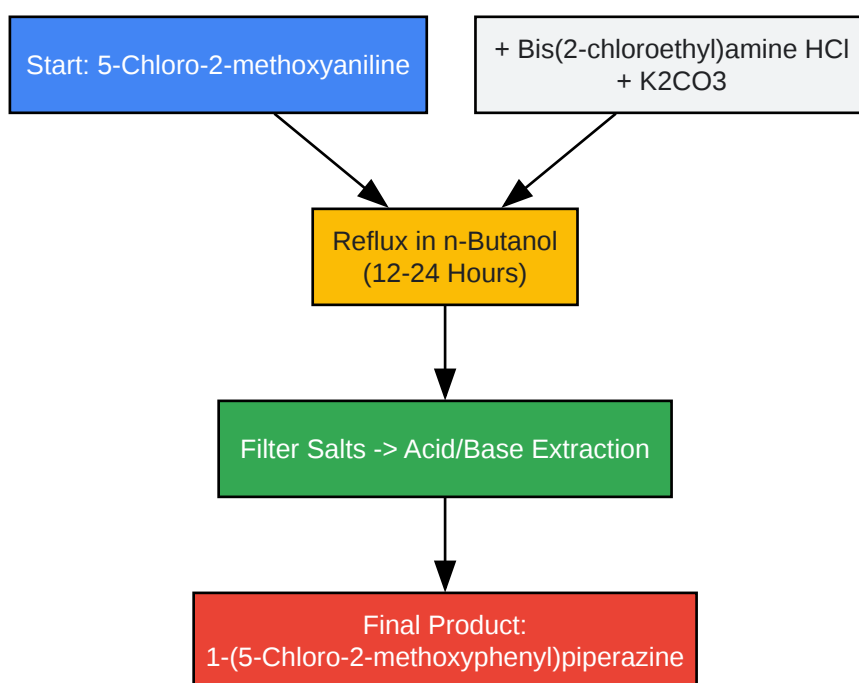 Start: 5-Chloro-2-methoxyaniline
+ Bis(2-chloroethyl)amine HCl
+ K2CO3
Reflux in n-Butanol
(12-24 Hours)
Filter Salts -> Acid/Base Extraction
Final Product:
1-(5-Chloro-2-methoxyphenyl)piperazine